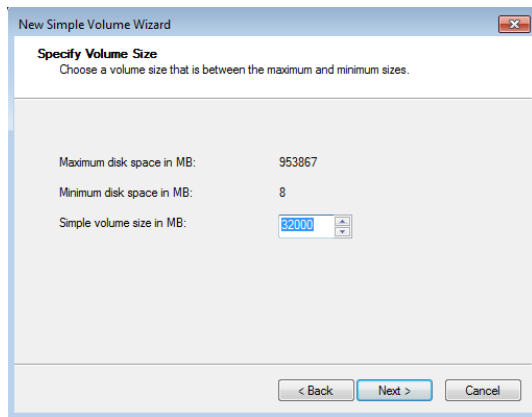 New Simple Volume Wizard
Specify Volume Size
Choose a volume size that is between the maximum and minimum sizes.
Maximum disk space in MB: 953867
Minimum disk space in MB: 8
Simple volume size in MB: 32000
< Back Next > Cancel